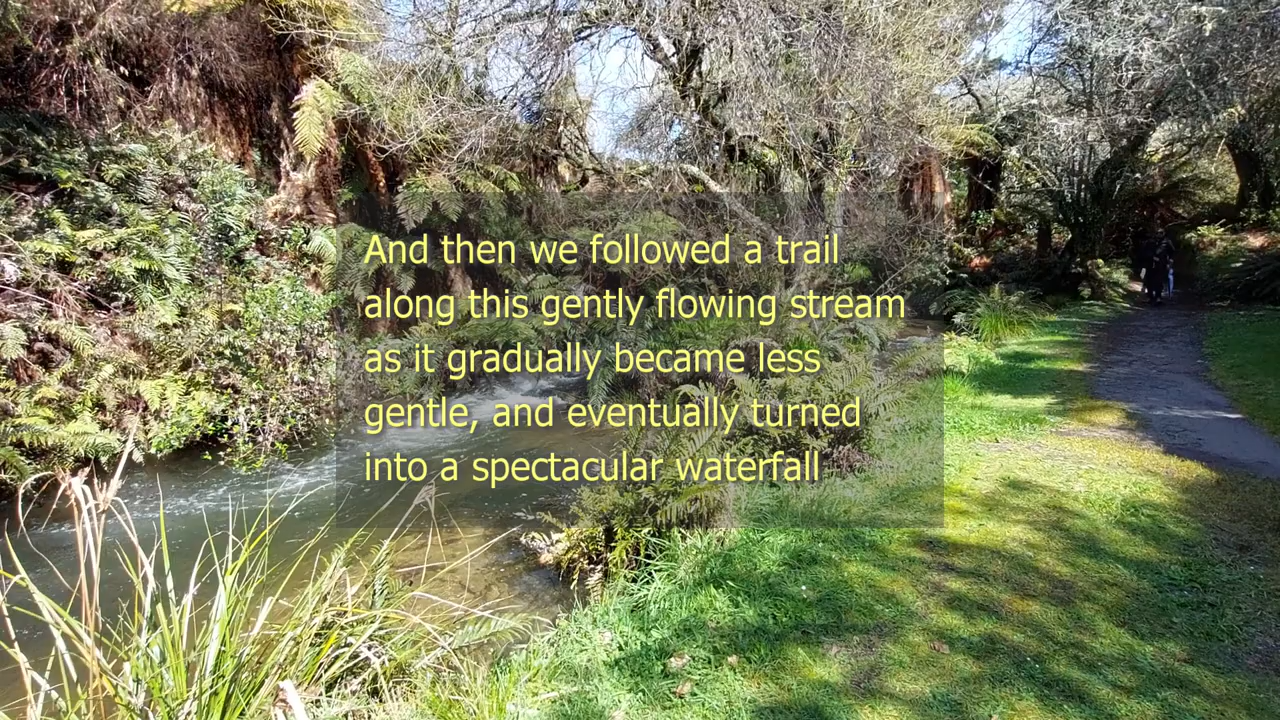 And then we followed a trail
along this gently flowing stream
as it gradually became less
gentle, and eventually turned
into a spectacular waterfall